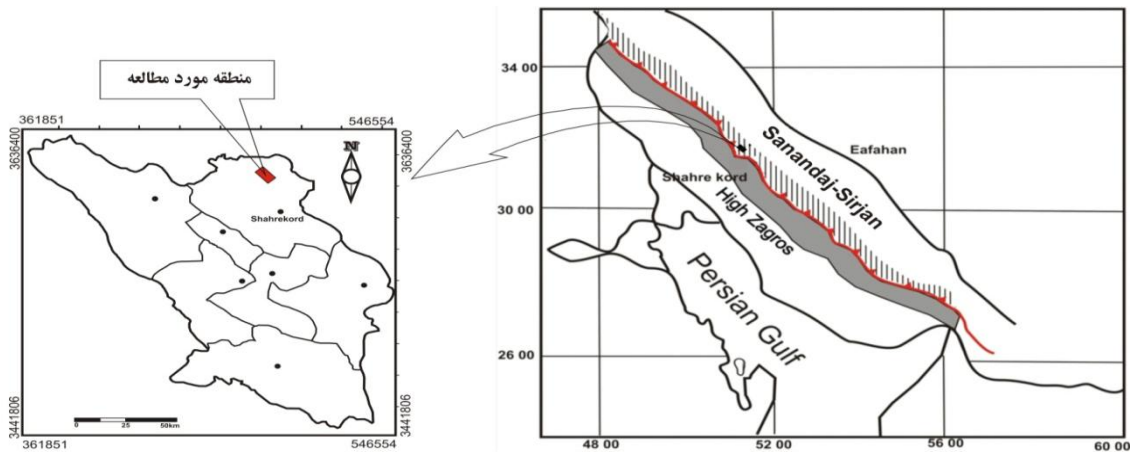 منطقه مورد مطالعه
361851
546554
3636400
3636400
N
Shahrekord
0 25 50km
3441806
3441806
361851
546554
34 00
30 00
26 00
Sanandaj-Sirjan
Eafahan
Shahre kord
High Zagros
Persian Gulf
48 00
52 00
56 00
60 00